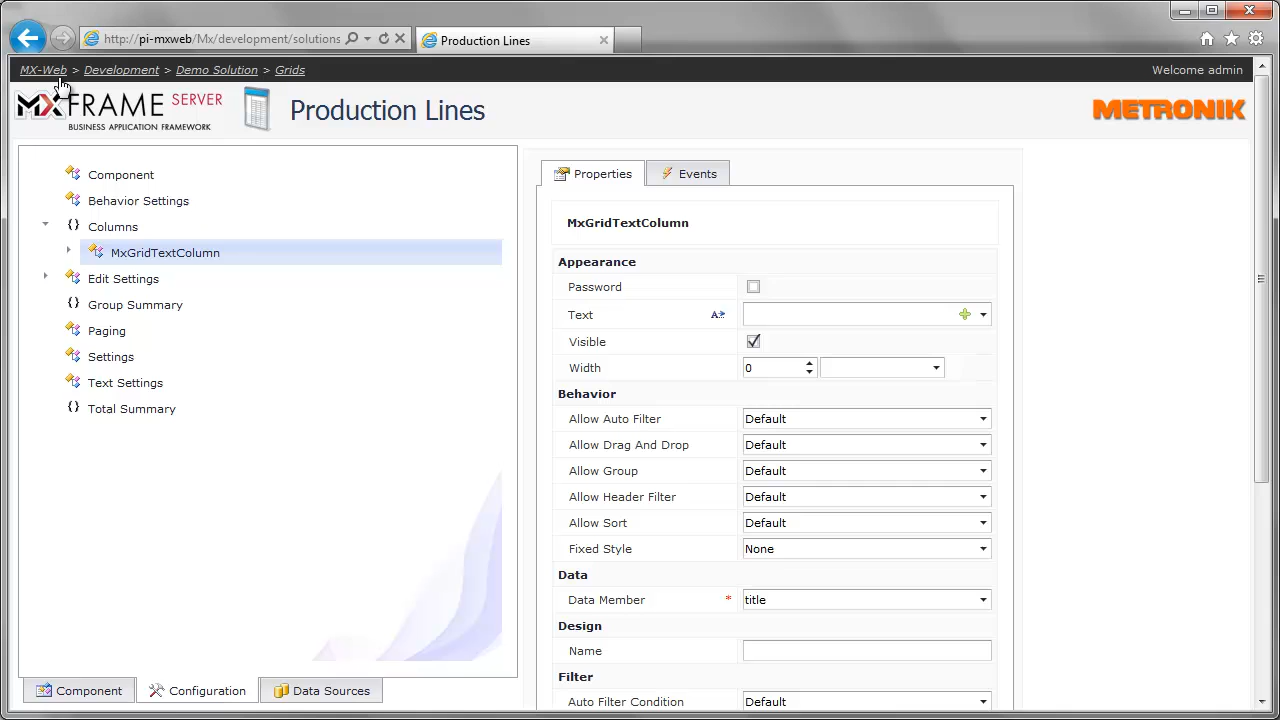 http://pi-mxweb/Mx/development/solutions
Production Lines
MX-Web > Development > Demo Solution > Grids
Welcome admin
MXFRAME SERVER
BUSINESS APPLICATION FRAMEWORK
Production Lines
METRONIK
Component
Behavior Settings
Columns
MxGridTextColumn
Edit Settings
Group Summary
Paging
Settings
Text Settings
Total Summary
Component
Configuration
Data Sources
Properties
Events
MxGridTextColumn
Appearance
Password
Text
Visible
Width 0
Behavior
Allow Auto Filter Default
Allow Drag And Drop Default
Allow Group Default
Allow Header Filter Default
Allow Sort Default
Fixed Style None
Data
Data Member * title
Design
Name
Filter
Auto Filter Condition Default